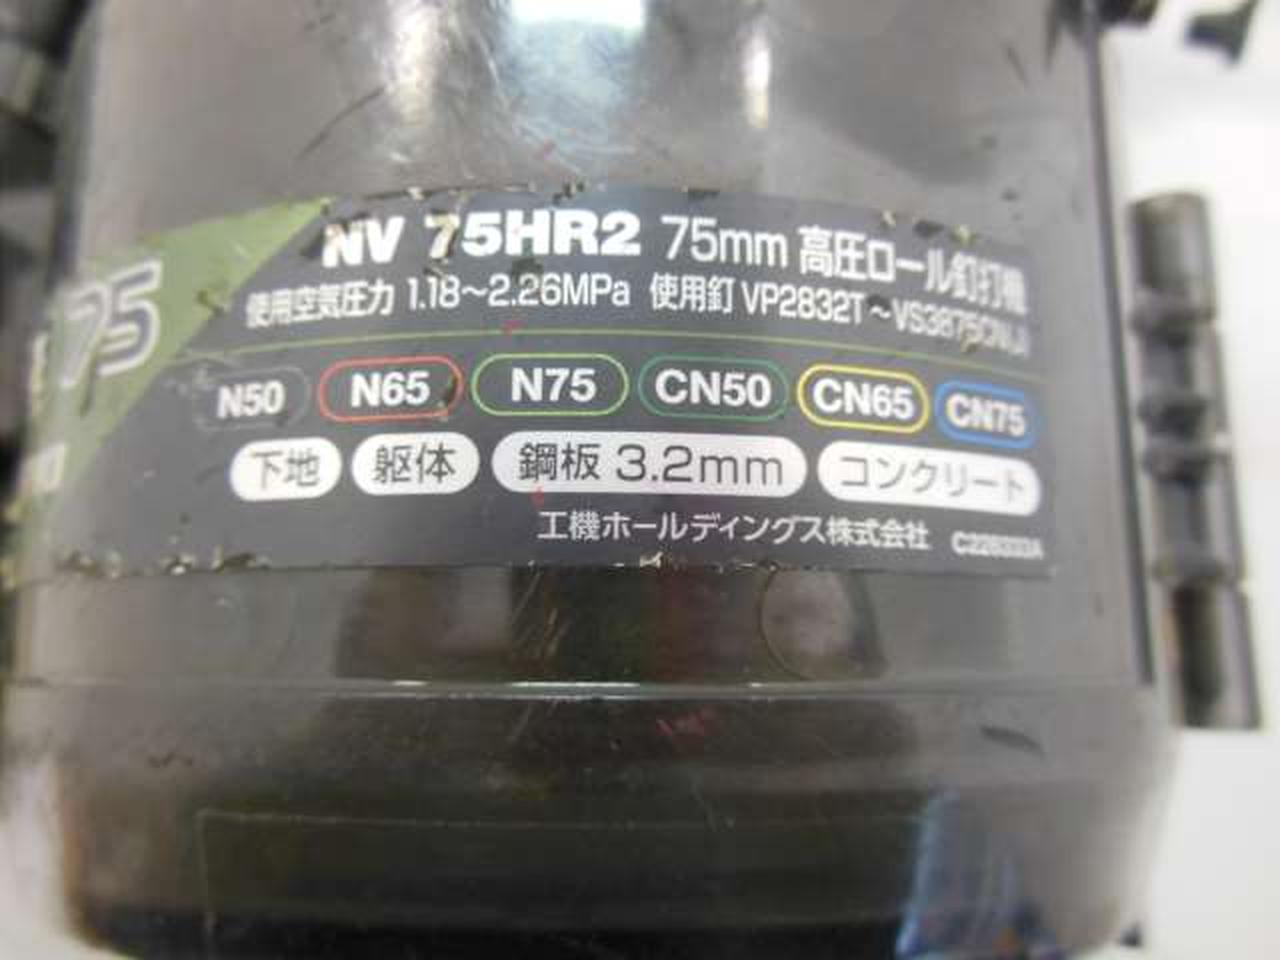 75
NV 75HR2 75mm 高圧ロール釘打機
使用空気圧力 1.18～2.26MPa 使用釘 VP2832T～VS3875CNJ
N50 N65 N75 CN50 CN65 CN75
下地 躯体 鋼板 3.2mm コンクリート
工機ホールディングス株式会社